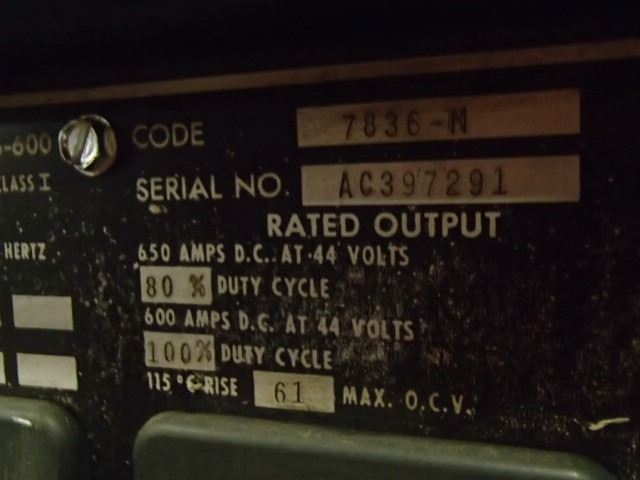 -600
CODE 7836-M
CLASS I
SERIAL NO. AC397291
RATED OUTPUT
HERTZ
650 AMPS D.C. AT 44 VOLTS
80 % DUTY CYCLE
600 AMPS D.C. AT 44 VOLTS
100% DUTY CYCLE
115 °C RISE 61 MAX. O.C.V.